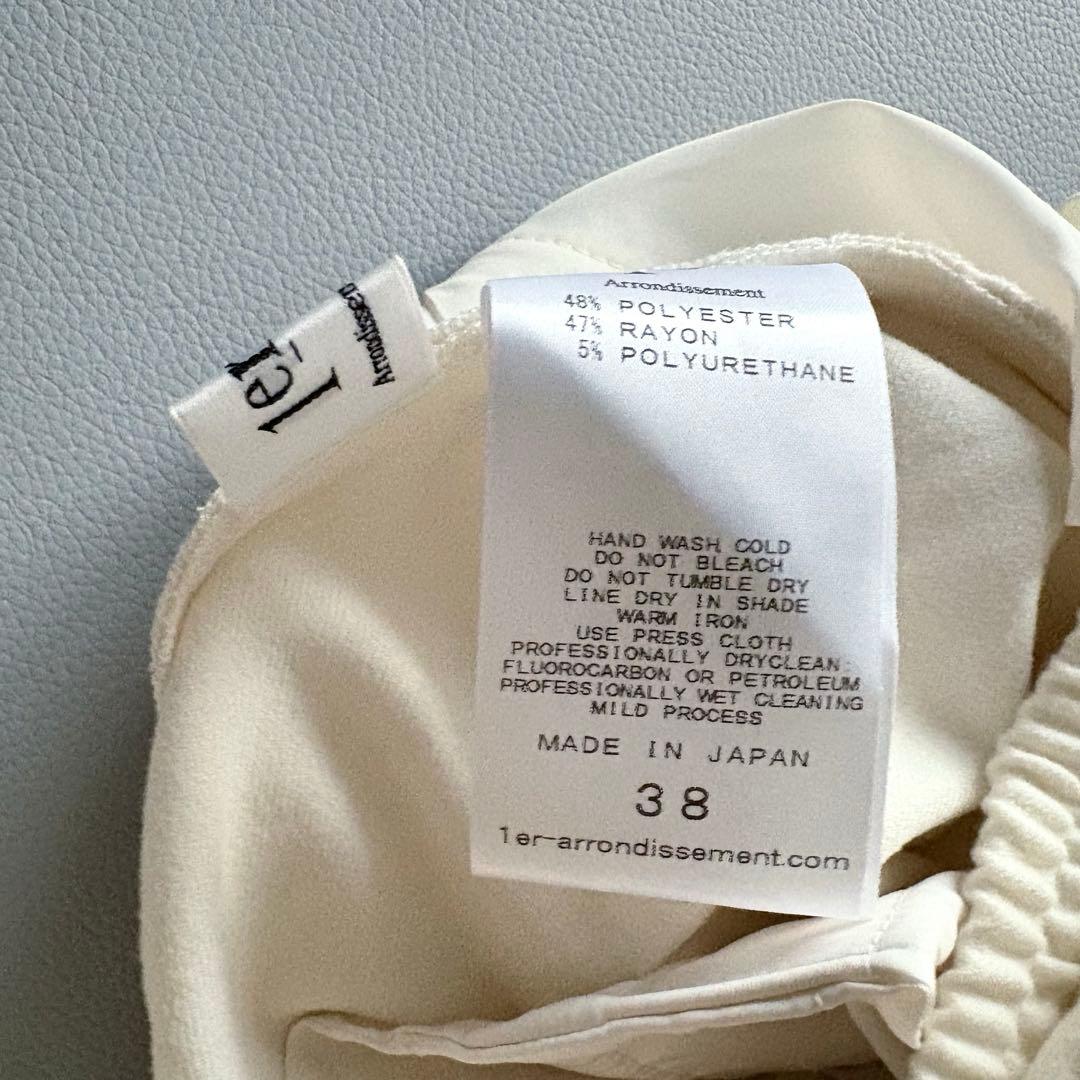 1er
Arrondissem
Arrondissement
48% POLYESTER
47% RAYON
5% POLYURETHANE
HAND WASH COLD
DO NOT BLEACH
DO NOT TUMBLE DRY
LINE DRY IN SHADE
WARM IRON
USE PRESS CLOTH
PROFESSIONALLY DRYCLEAN:
FLUOROCARBON OR PETROLEUM
PROFESSIONALLY WET CLEANING
MILD PROCESS
MADE IN JAPAN
38
1er-arrondissement.com